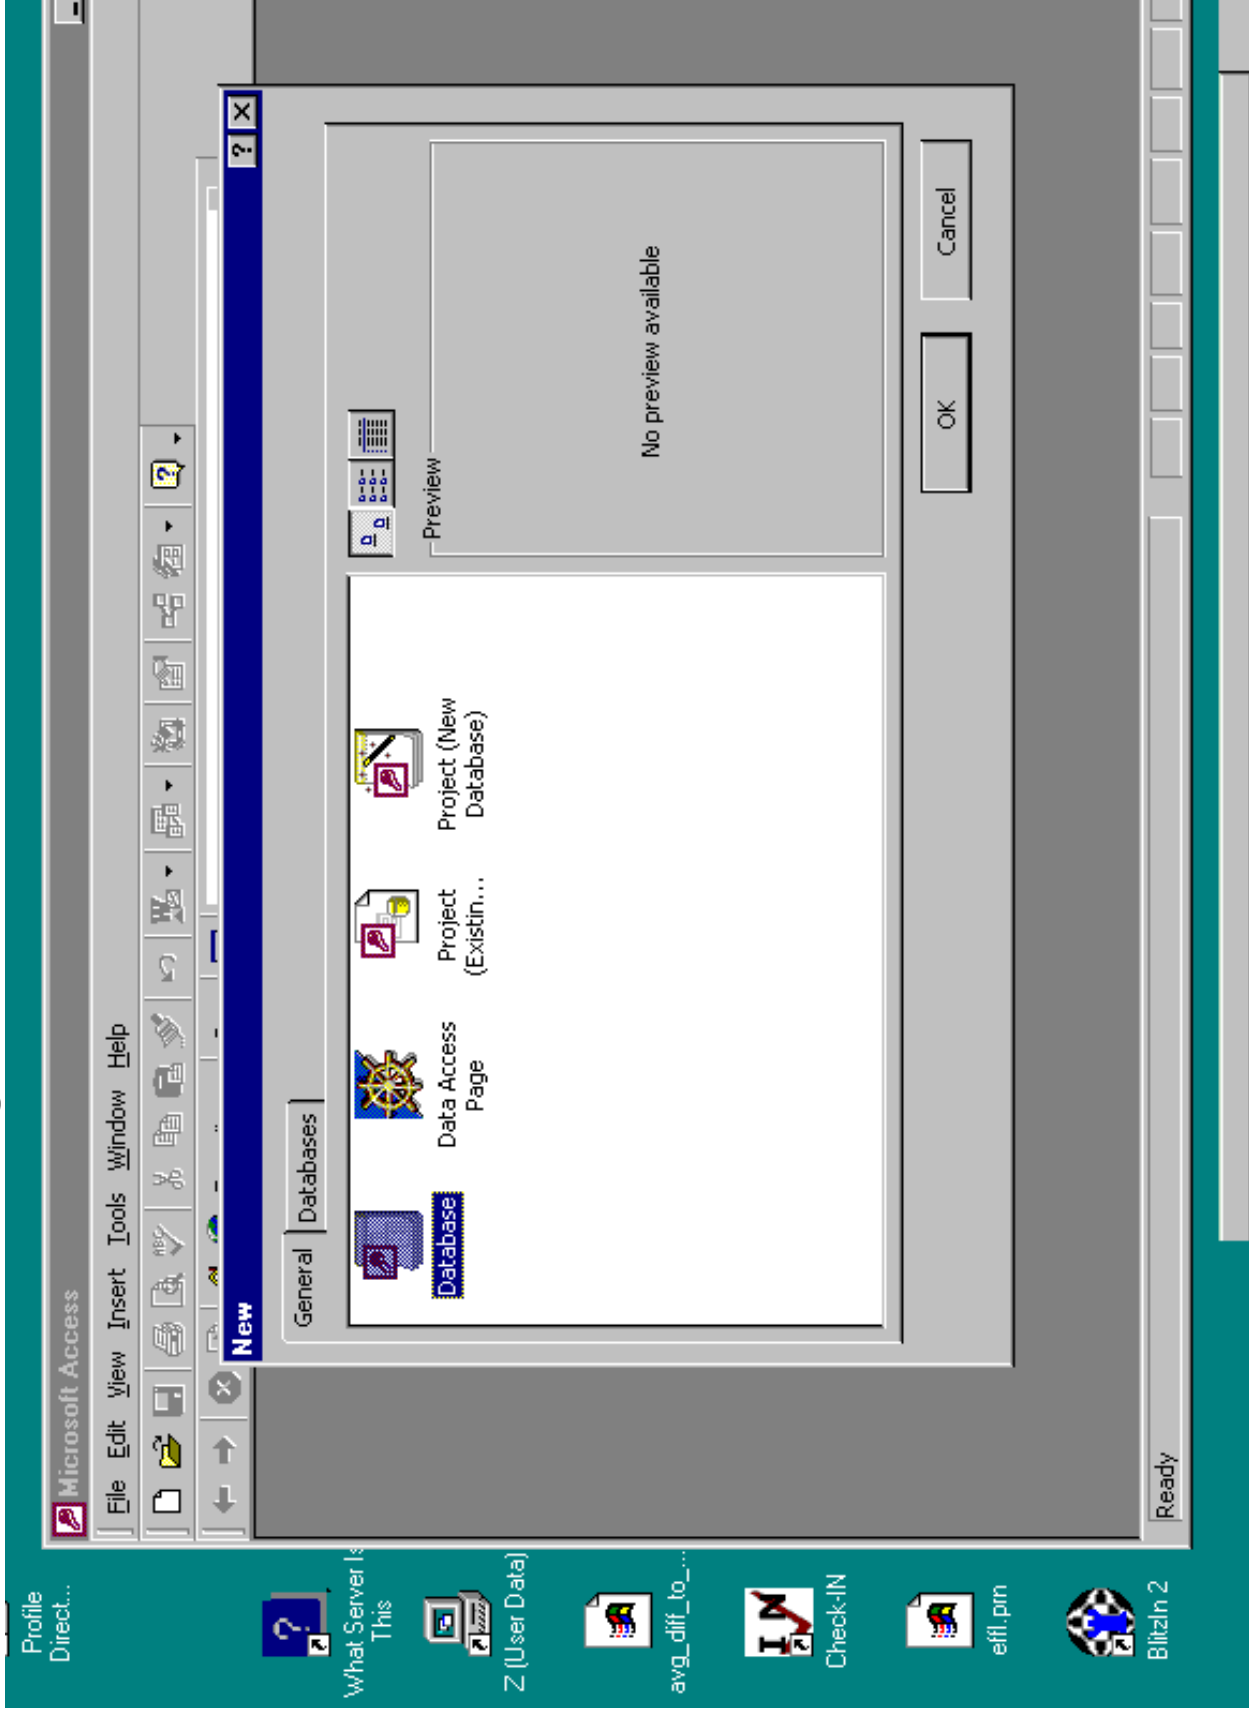 Profile
Direct...
What Server Is
This
Z (User Data)
avg_diff_to_...
Check-IN
effl.prn
BlitzIn 2
Microsoft Access
File Edit View Insert Tools Window Help
New
General Databases
Database
Data Access
Page
Project
(Existin...
Project (New
Database)
Preview
No preview available
OK Cancel
Ready